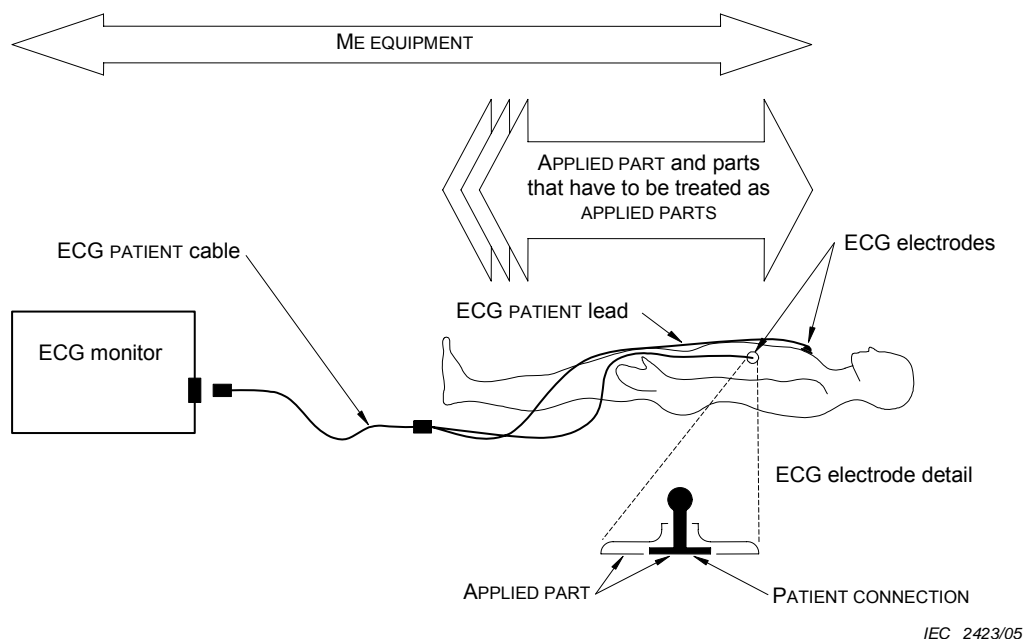 ME EQUIPMENT
APPLIED PART and parts
that have to be treated as
APPLIED PARTS
ECG PATIENT cable
ECG electrodes
ECG PATIENT lead
ECG monitor
ECG electrode detail
APPLIED PART
PATIENT CONNECTION
IEC 2423/05